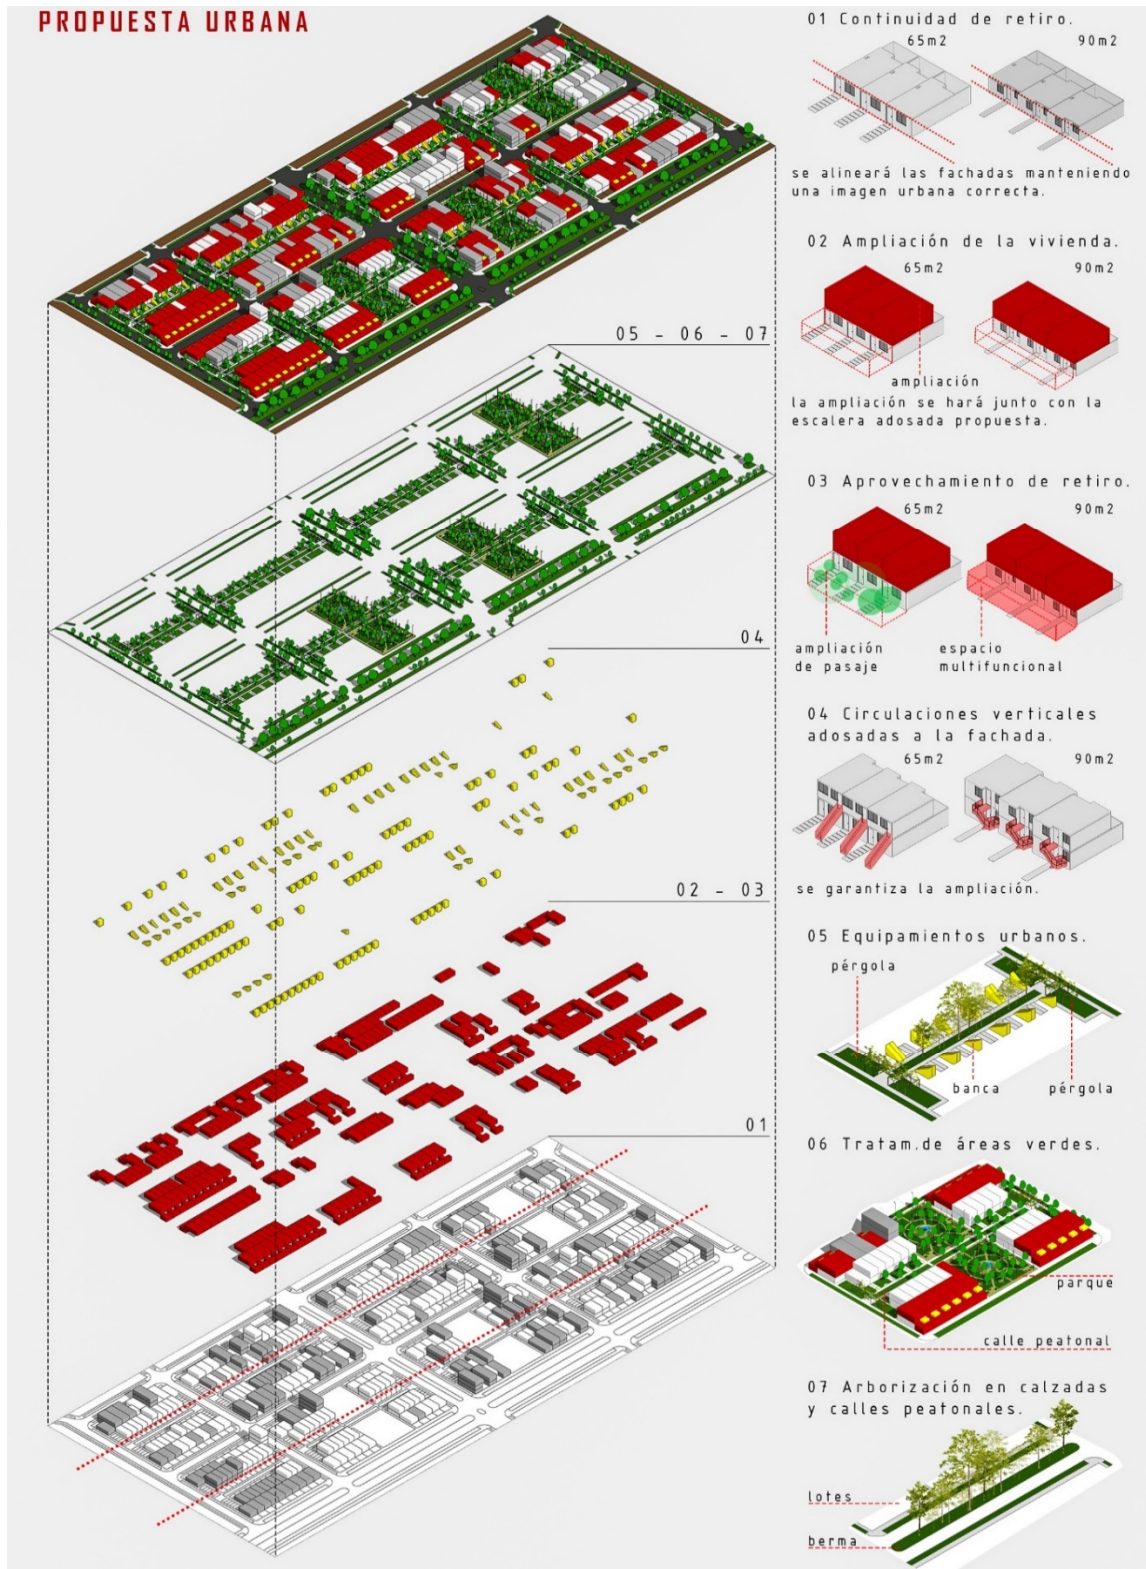 PROPUESTA URBANA
05 - 06 - 07
04
02 - 03
01
01 Continuidad de retiro.
65m2
90m2
se alineará las fachadas manteniendo
una imagen urbana correcta.
02 Ampliación de la vivienda.
65m2
90m2
ampliación
la ampliación se hará junto con la
escalera adosada propuesta.
03 Aprovechamiento de retiro.
65m2
90m2
ampliación
de pasaje
espacio
multifuncional
04 Circulaciones verticales
adosadas a la fachada.
65m2
90m2
se garantiza la ampliación.
05 Equipamientos urbanos.
pérgola
banca
pérgola
06 Tratam.de áreas verdes.
parque
calle peatonal
07 Arborización en calzadas
y calles peatonales.
lotes
berma